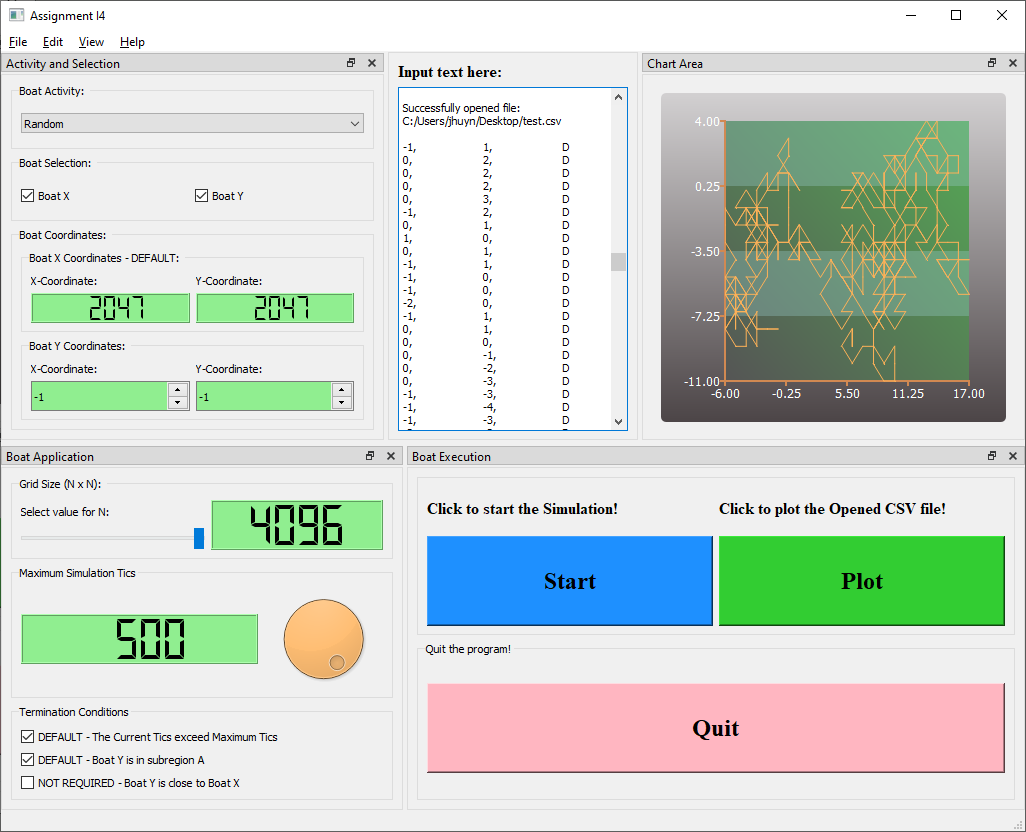 Assignment I4
File Edit View Help
Activity and Selection
Boat Activity:
Random
Boat Selection:
Boat X Boat Y
Boat Coordinates:
Boat X Coordinates - DEFAULT:
X-Coordinate: Y-Coordinate:
2047 2047
Boat Y Coordinates:
X-Coordinate: Y-Coordinate:
-1 -1
Input text here:
Successfully opened file:
C:/Users/jhuyn/Desktop/test.csv
-1, 1, D
0, 2, D
0, 2, D
0, 2, D
0, 3, D
-1, 2, D
0, 1, D
1, 0, D
0, 1, D
-1, 1, D
-1, 0, D
-1, 0, D
-2, 0, D
-1, 1, D
0, 1, D
0, 0, D
0, -1, D
0, -2, D
0, -3, D
-1, -3, D
-1, -4, D
-1, -3, D
Chart Area
4.00
0.25
-3.50
-7.25
-11.00
-6.00 -0.25 5.50 11.25 17.00
Boat Application
Grid Size (N x N):
Select value for N:
4096
Maximum Simulation Tics
500
Termination Conditions
DEFAULT - The Current Tics exceed Maximum Tics
DEFAULT - Boat Y is in subregion A
NOT REQUIRED - Boat Y is close to Boat X
Boat Execution
Click to start the Simulation! Click to plot the Opened CSV file!
Start Plot
Quit the program!
Quit